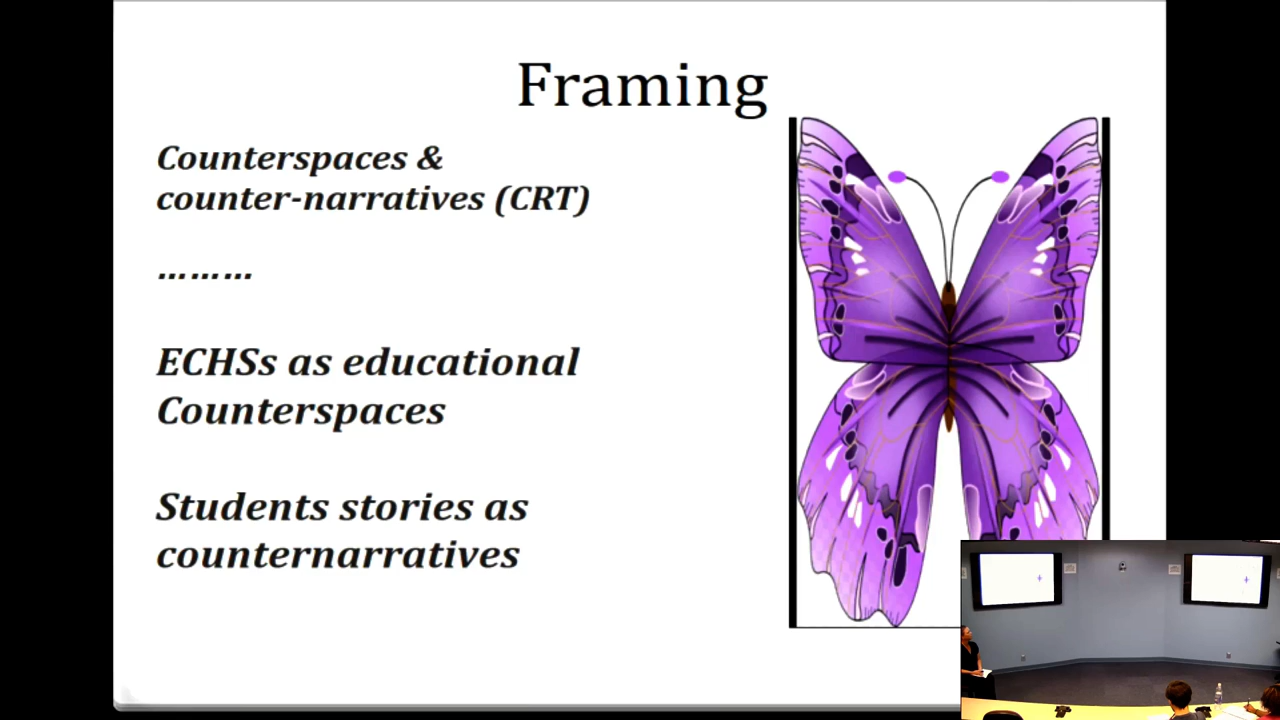 Framing
Counterspaces &
counter-narratives (CRT)
………
ECHSs as educational
Counterspaces
Students stories as
counternarratives